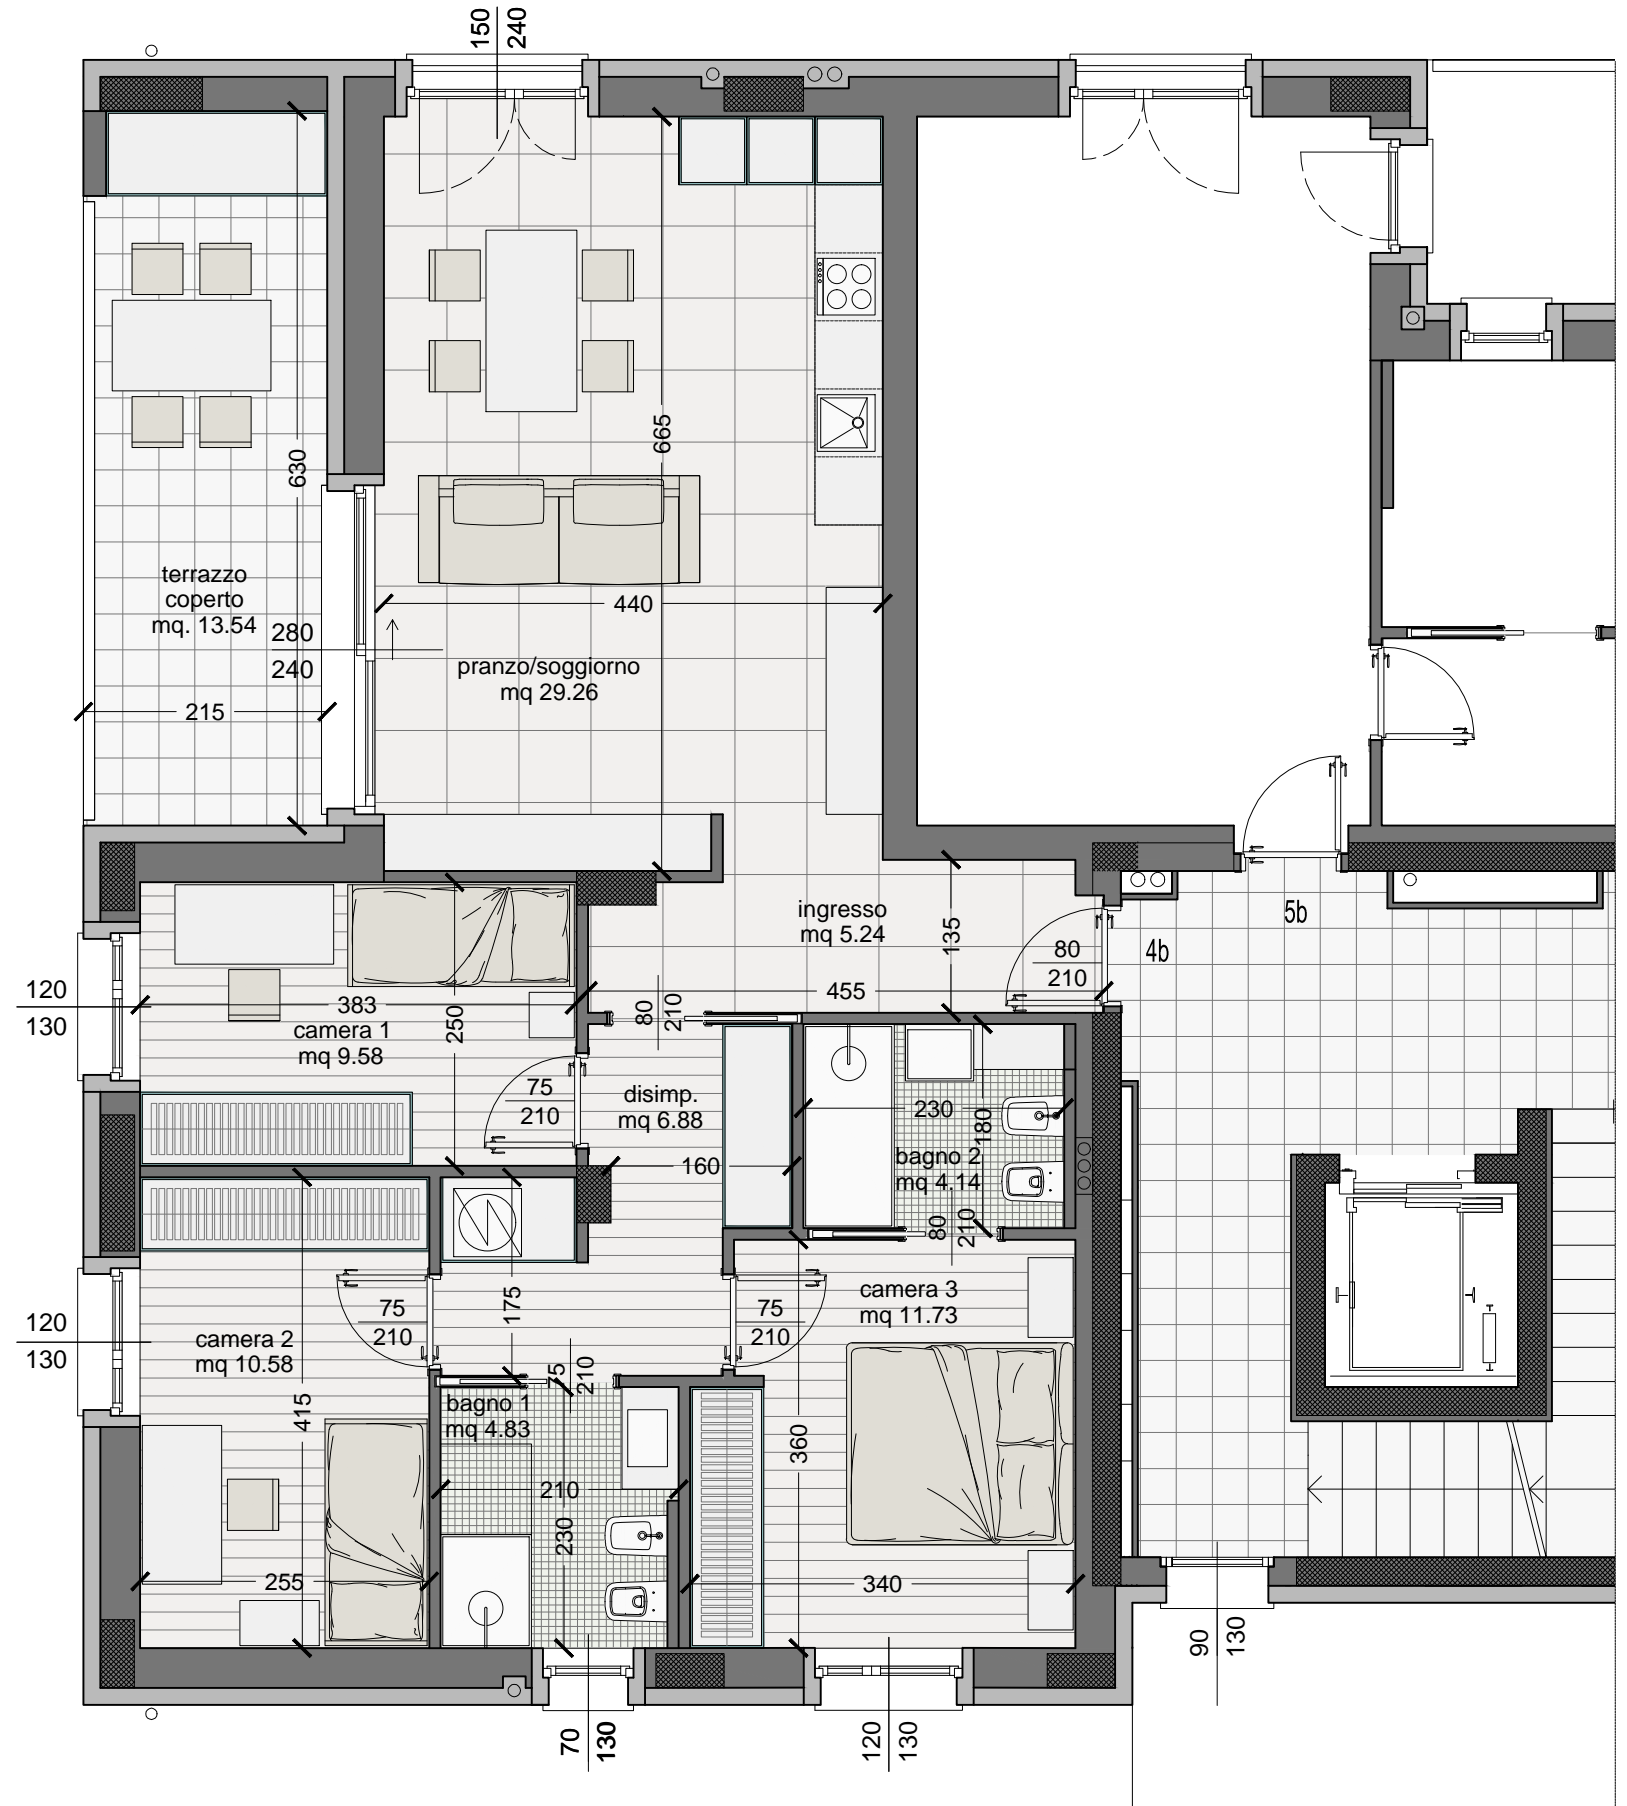 150
240
630
665
terrazzo
coperto
mq. 13.54
280
240
440
pranzo/soggiorno
mq 29.26
215
ingresso
mq 5.24
135
5b
4b
80
210
455
120
130
383
camera 1
mq 9.58
250
80
210
75
210
disimp.
mq 6.88
230
180
160
bagno 2
mq 4.14
80
210
120
130
camera 2
mq 10.58
75
210
175
75
210
camera 3
mq 11.73
75
210
bagno 1
mq 4.83
415
360
210
230
255
340
90
130
70
130
120
130